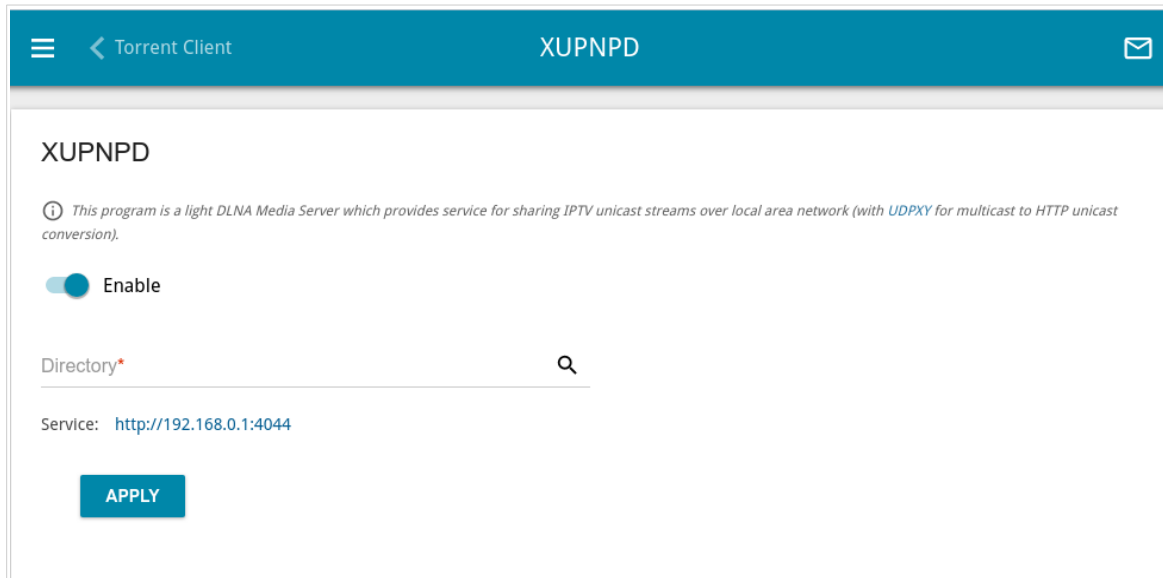 Torrent Client
XUPNPD
XUPNPD
This program is a light DLNA Media Server which provides service for sharing IPTV unicast streams over local area network (with UDPXY for multicast to HTTP unicast
conversion).
Enable
Directory*
Service: http://192.168.0.1:4044
APPLY